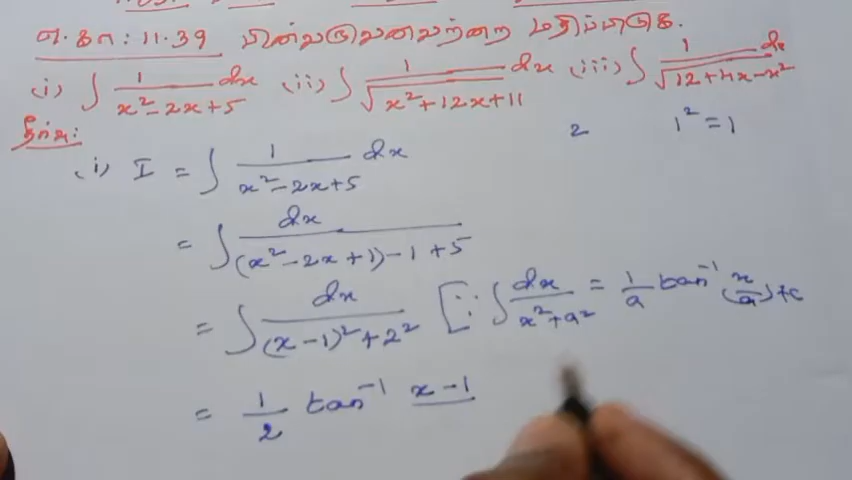 எ.கா : 11.39 பின்வருவனவற்றை மதிப்பிடுக.
(i) ∫ 1/(x² - 2x + 5) dx (ii) ∫ 1/√(x² + 12x + 11) dx (iii) ∫ 1/√(12 + 4x - x²) dx
தீர்வு:
2 1² = 1
(i) I = ∫ 1/(x² - 2x + 5) dx
= ∫ dx/((x² - 2x + 1) - 1 + 5)
= ∫ dx/((x - 1)² + 2²) [∵ ∫ dx/(x² + a²) = 1/a tan⁻¹ (x/a) + c
= 1/2 tan⁻¹ x - 1